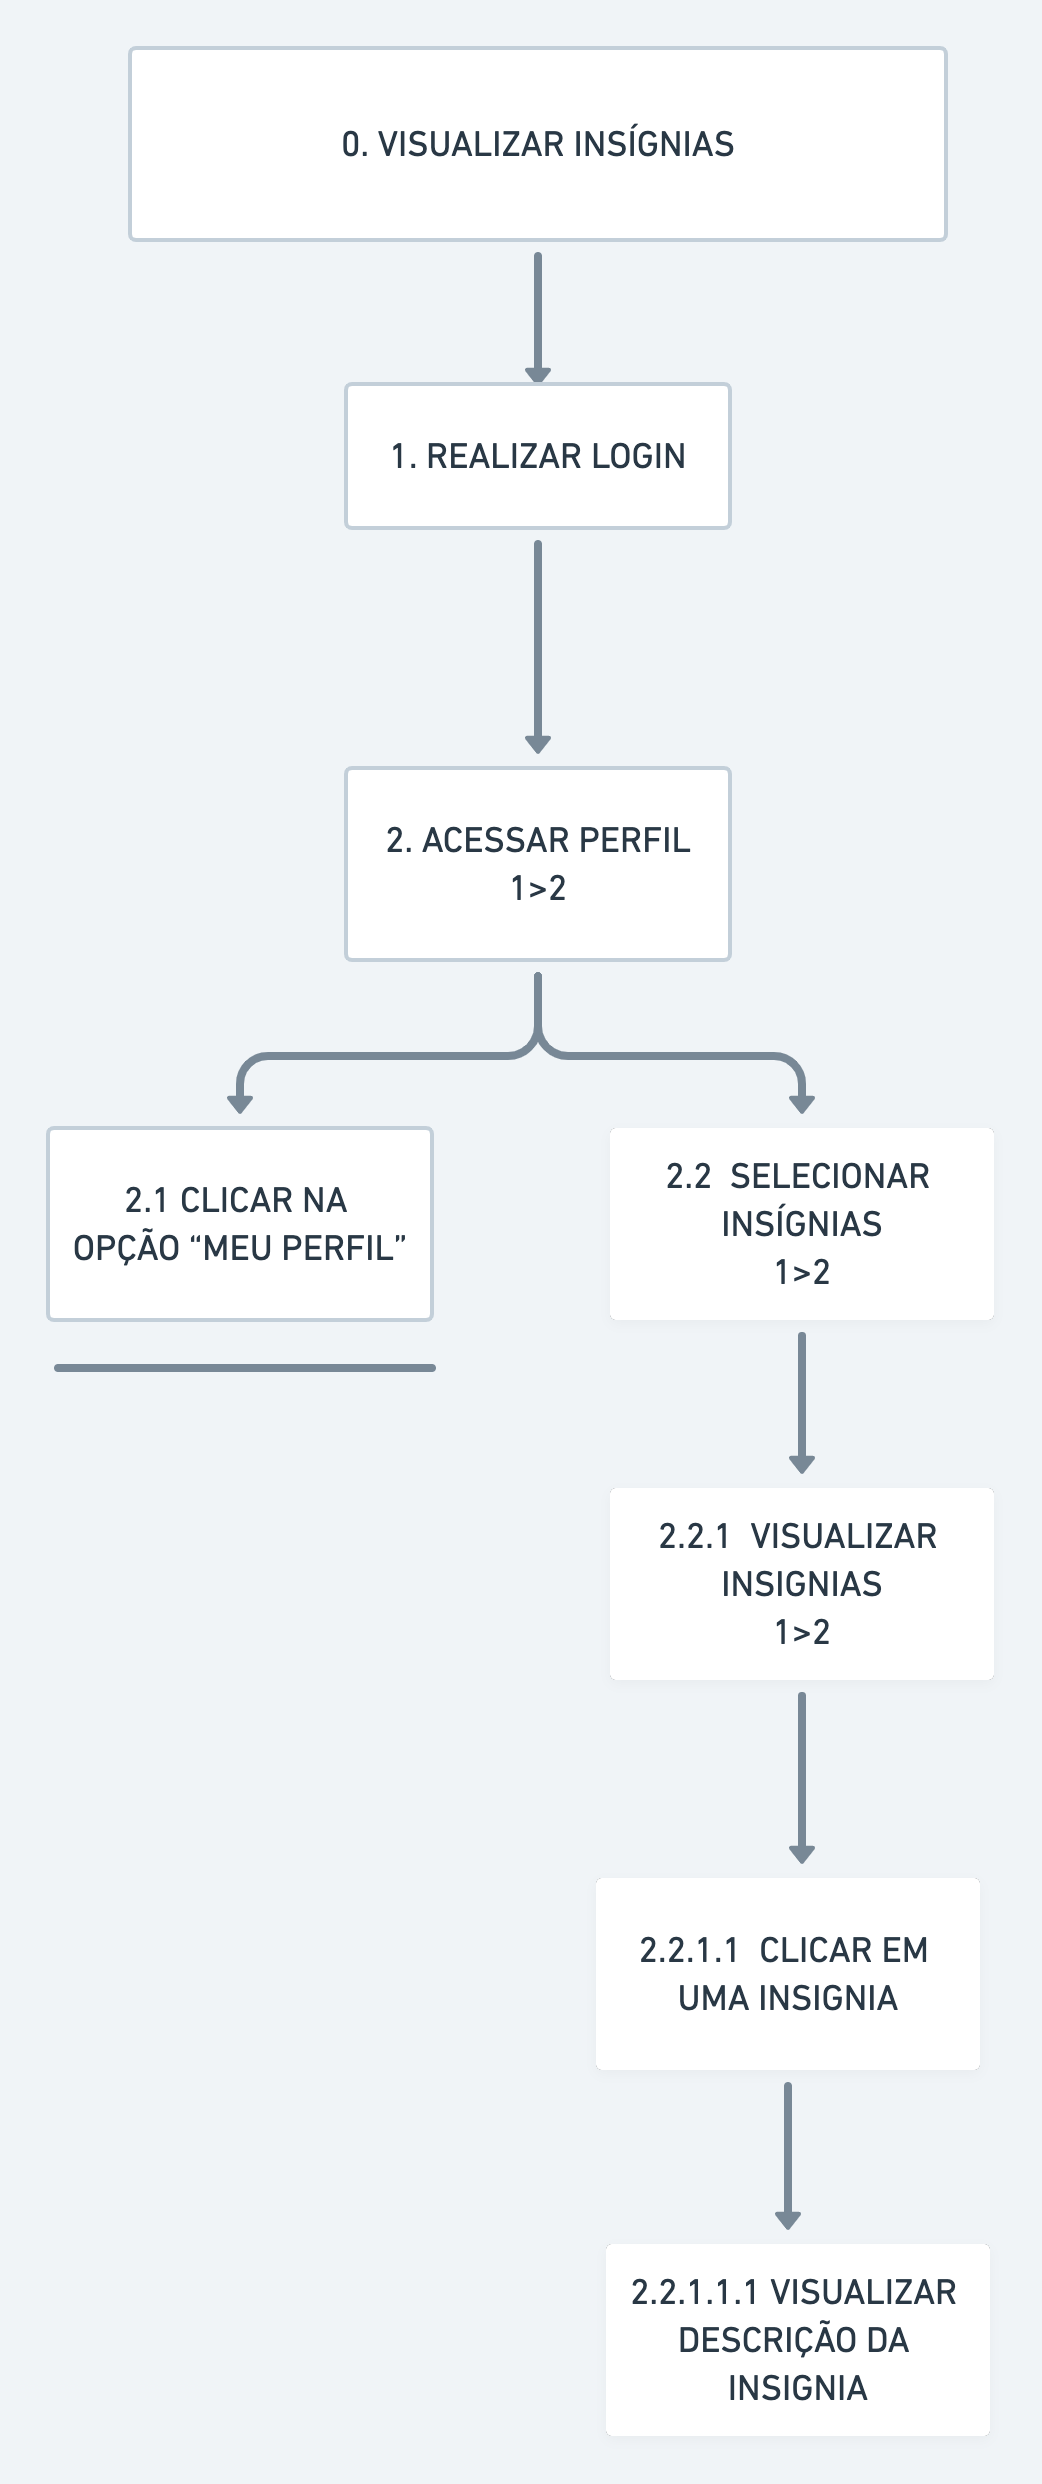 0. VISUALIZAR INSÍGNIAS
1. REALIZAR LOGIN
2. ACESSAR PERFIL
1>2
2.1 CLICAR NA
OPÇÃO “MEU PERFIL”
2.2 SELECIONAR
INSÍGNIAS
1>2
2.2.1 VISUALIZAR
INSIGNIAS
1>2
2.2.1.1 CLICAR EM
UMA INSIGNIA
2.2.1.1.1 VISUALIZAR
DESCRIÇÃO DA
INSIGNIA